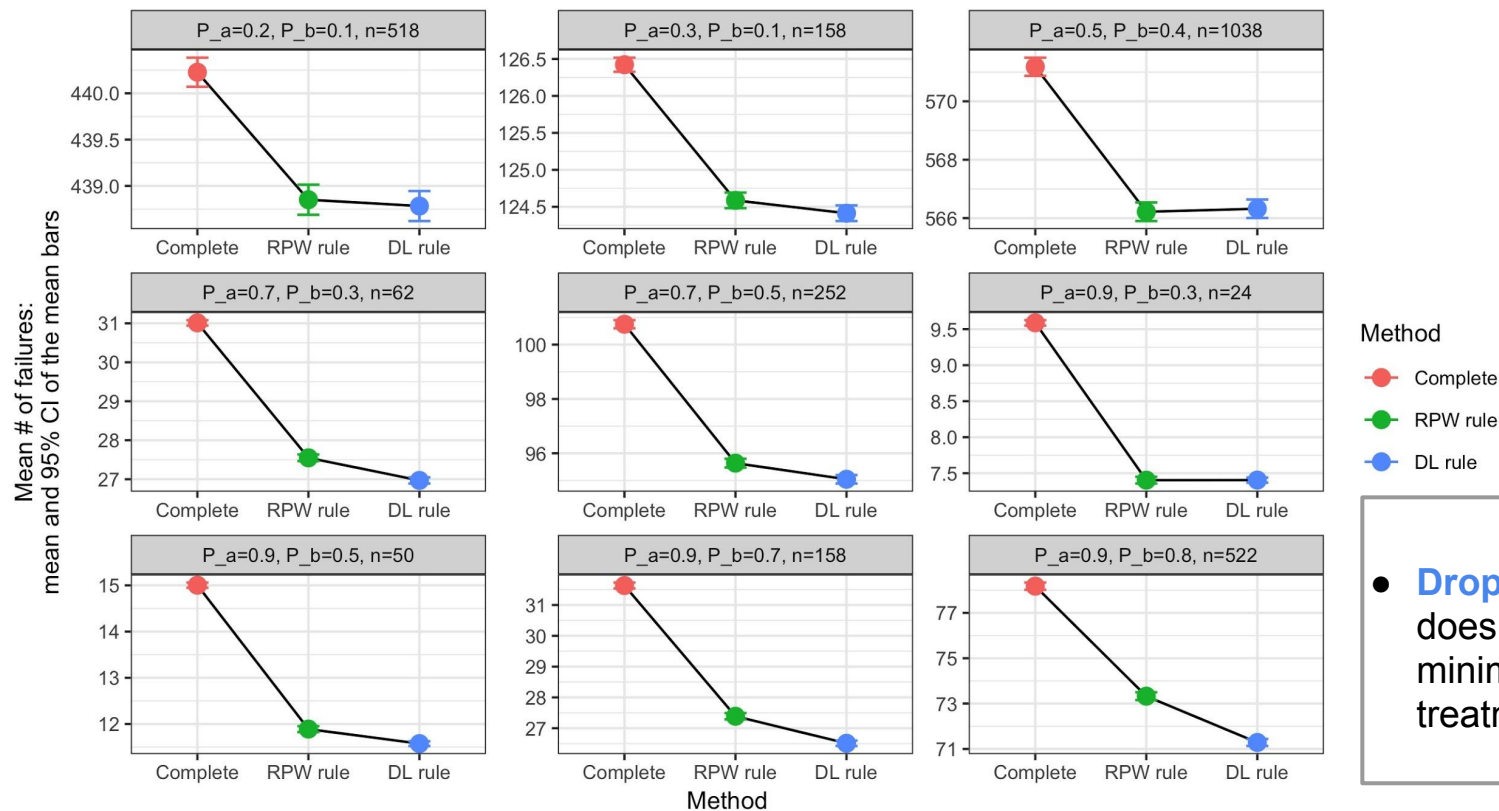 P_a=0.2, P_b=0.1, n=518
440.0
439.5
439.0
Complete RPW rule DL rule
P_a=0.3, P_b=0.1, n=158
126.5
126.0
125.5
125.0
124.5
Complete RPW rule DL rule
P_a=0.5, P_b=0.4, n=1038
570
568
566
Complete RPW rule DL rule
Mean # of failures:
mean and 95% CI of the mean bars
P_a=0.7, P_b=0.3, n=62
31
30
29
28
27
Complete RPW rule DL rule
P_a=0.7, P_b=0.5, n=252
100
98
96
Complete RPW rule DL rule
P_a=0.9, P_b=0.3, n=24
9.5
9.0
8.5
8.0
7.5
Complete RPW rule DL rule
P_a=0.9, P_b=0.5, n=50
15
14
13
12
Complete RPW rule DL rule
P_a=0.9, P_b=0.7, n=158
31
30
29
28
27
Complete RPW rule DL rule
P_a=0.9, P_b=0.8, n=522
77
75
73
71
Complete RPW rule DL rule
Method
Method
Complete
RPW rule
DL rule
• Drop
does